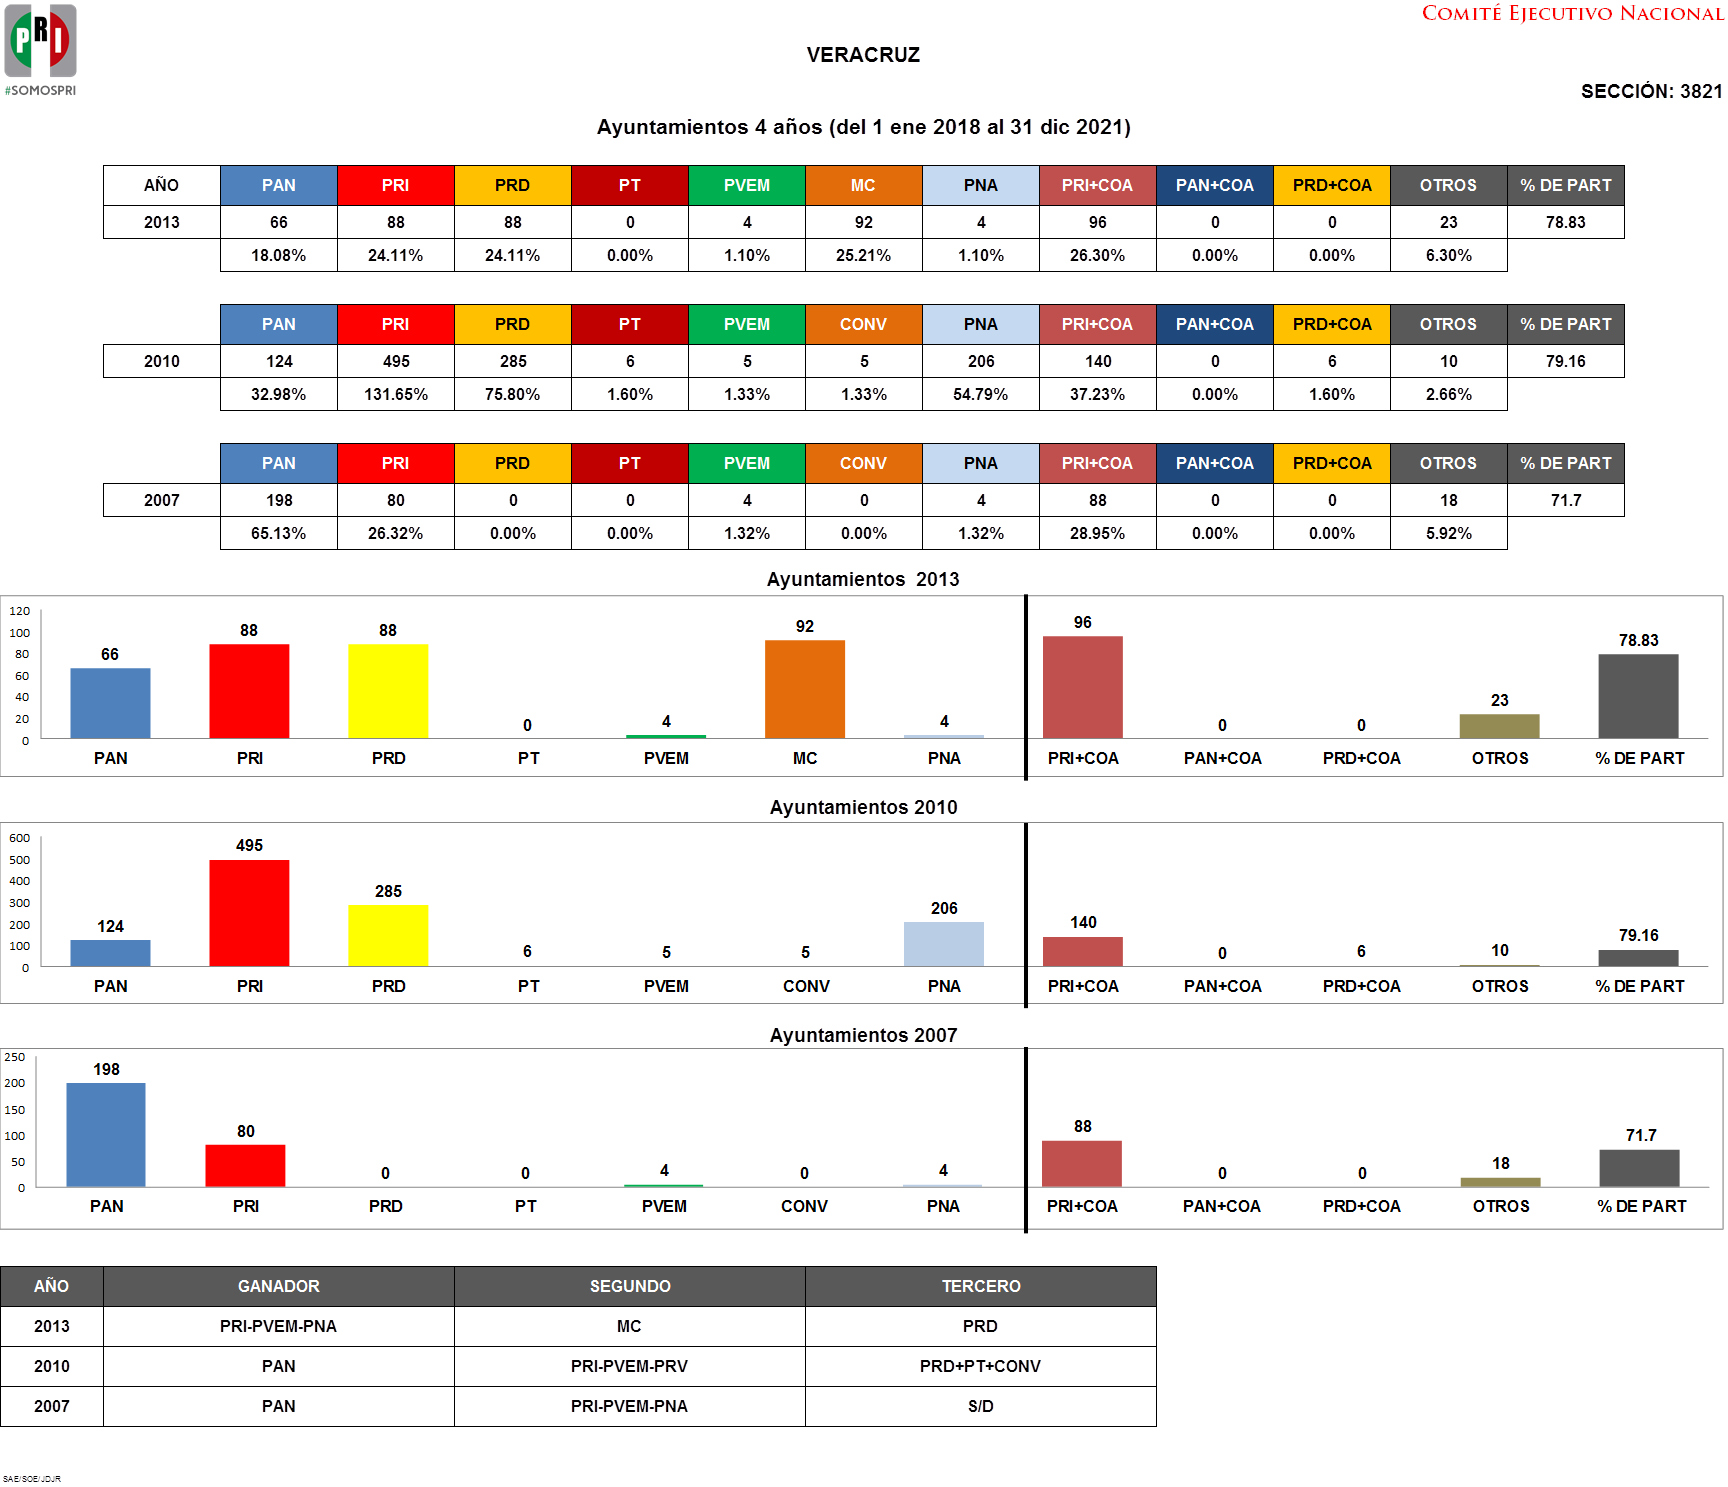 PRI
#SOMOSPRI
COMITÉ EJECUTIVO NACIONAL
VERACRUZ
SECCIÓN: 3821
Ayuntamientos 4 años (del 1 ene 2018 al 31 dic 2021)
AÑO PAN PRI PRD PT PVEM MC PNA PRI+COA PAN+COA PRD+COA OTROS % DE PART
2013 66 88 88 0 4 92 4 96 0 0 23 78.83
18.08% 24.11% 24.11% 0.00% 1.10% 25.21% 1.10% 26.30% 0.00% 0.00% 6.30%
PAN PRI PRD PT PVEM CONV PNA PRI+COA PAN+COA PRD+COA OTROS % DE PART
2010 124 495 285 6 5 5 206 140 0 6 10 79.16
32.98% 131.65% 75.80% 1.60% 1.33% 1.33% 54.79% 37.23% 0.00% 1.60% 2.66%
PAN PRI PRD PT PVEM CONV PNA PRI+COA PAN+COA PRD+COA OTROS % DE PART
2007 198 80 0 0 4 0 4 88 0 0 18 71.7
65.13% 26.32% 0.00% 0.00% 1.32% 0.00% 1.32% 28.95% 0.00% 0.00% 5.92%
Ayuntamientos 2013
120
100
80
60
40
20
0
66 88 88 0 4 92 4 96 0 0 23 78.83
PAN PRI PRD PT PVEM MC PNA PRI+COA PAN+COA PRD+COA OTROS % DE PART
Ayuntamientos 2010
600
500
400
300
200
100
0
124 495 285 6 5 5 206 140 0 6 10 79.16
PAN PRI PRD PT PVEM CONV PNA PRI+COA PAN+COA PRD+COA OTROS % DE PART
Ayuntamientos 2007
250
200
150
100
50
0
198 80 0 0 4 0 4 88 0 0 18 71.7
PAN PRI PRD PT PVEM CONV PNA PRI+COA PAN+COA PRD+COA OTROS % DE PART
AÑO GANADOR SEGUNDO TERCERO
2013 PRI-PVEM-PNA MC PRD
2010 PAN PRI-PVEM-PRV PRD+PT+CONV
2007 PAN PRI-PVEM-PNA S/D
SAE/SOE/JDJR